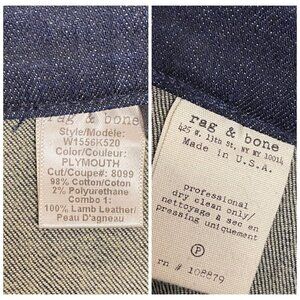 rag & bone
Style/Modèle:
W1556K520
Color/Couleur:
PLYMOUTH
Cut/Coupe#: 8099
98% Cotton/Coton
2% Polyurethane
Combo 1:
100% Lamb Leather/
Peau D'agneau
rag & bone
425 W. 13th St. NY NY 10014
Made in U.S.A.
professional
dry clean only/
nettoyage a sec en
pressing uniquement
P
rn # 108879